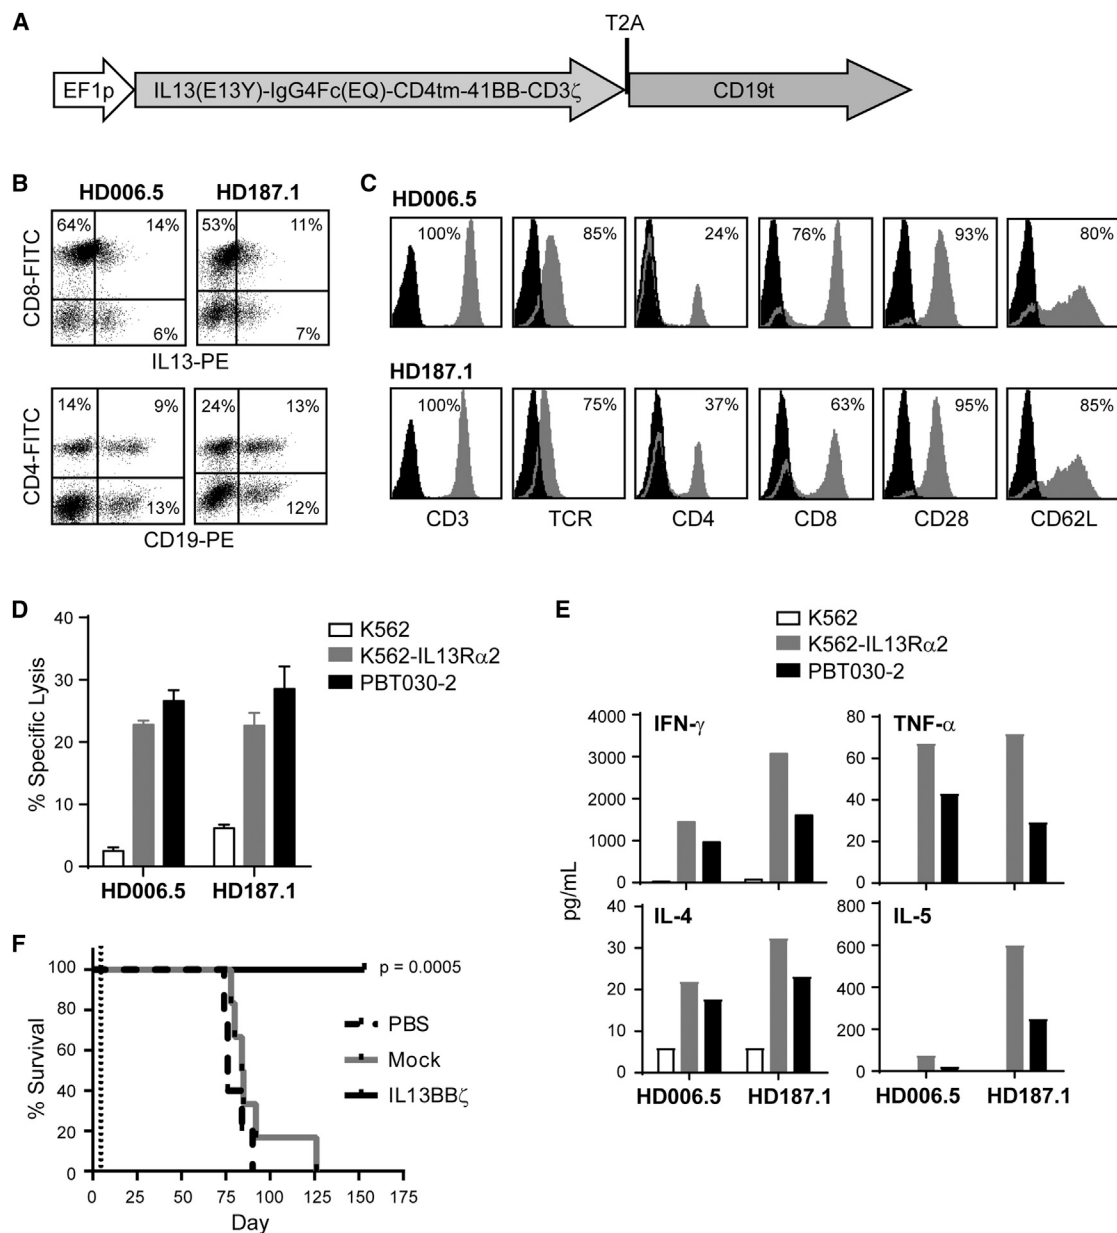 A
T2A
EF1p
IL13(E13Y)-IgG4Fc(EQ)-CD4tm-41BB-CD3ζ
CD19t
B
HD006.5
HD187.1
64%
14%
53%
11%
6%
7%
CD8-FITC
IL13-PE
14%
9%
24%
13%
13%
12%
CD4-FITC
CD19-PE
C
HD006.5
100%
85%
24%
76%
93%
80%
HD187.1
100%
75%
37%
63%
95%
85%
CD3
TCR
CD4
CD8
CD28
CD62L
D
% Specific Lysis
40
30
20
10
0
HD006.5
HD187.1
K562
K562-IL13Rα2
PBT030-2
E
K562
K562-IL13Rα2
PBT030-2
pg/mL
IFN-γ
4000
3000
2000
1000
0
TNF-α
80
60
40
20
0
IL-4
40
30
20
10
0
IL-5
800
600
400
200
0
HD006.5
HD187.1
HD006.5
HD187.1
F
% Survival
100
80
60
40
20
0
p = 0.0005
PBS
Mock
IL13BBζ
0
25
50
75
100
125
150
175
Day